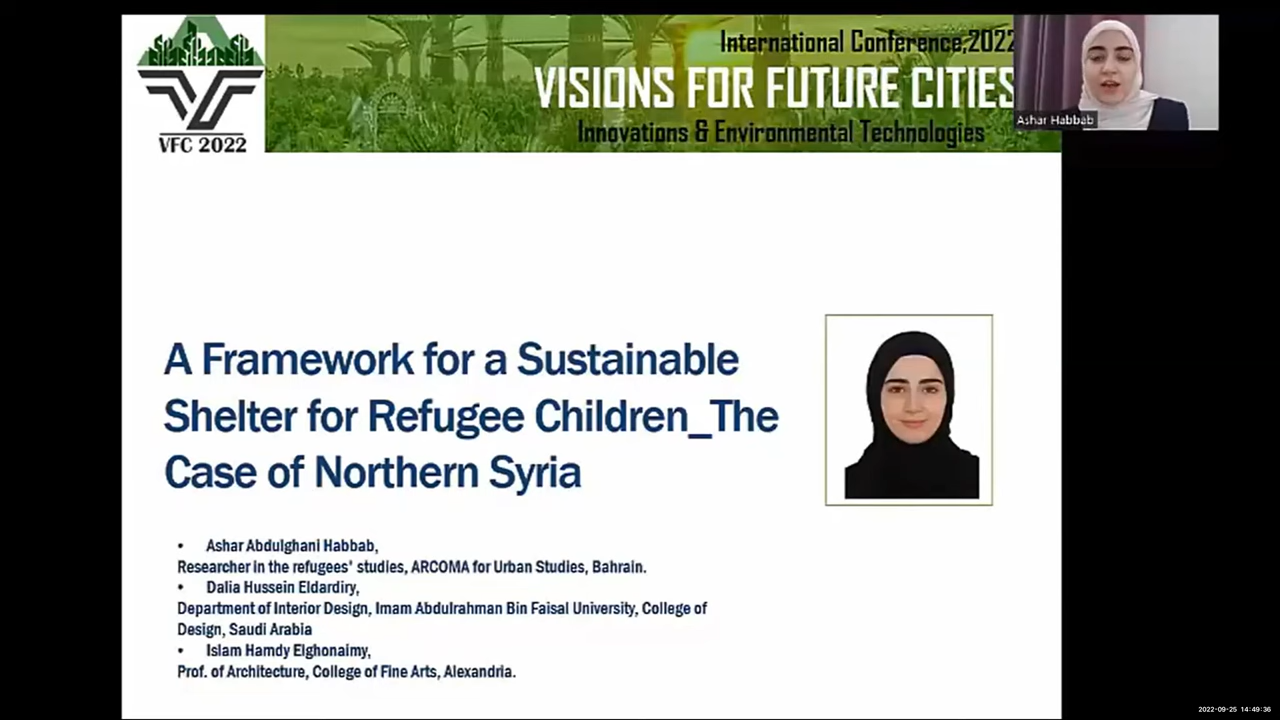 International Conference,2022
VISIONS FOR FUTURE CITIES
Innovations & Environmental Technologies
VFC 2022
Ashar Habbab
A Framework for a Sustainable
Shelter for Refugee Children_The
Case of Northern Syria
• Ashar Abdulghani Habbab,
Researcher in the refugees' studies, ARCOMA for Urban Studies, Bahrain.
• Dalia Hussein Eldardiry,
Department of Interior Design, Imam Abdulrahman Bin Faisal University, College of
Design, Saudi Arabia
• Islam Hamdy Elghonaimy,
Prof. of Architecture, College of Fine Arts, Alexandria.
2022-09-25 14:49:36